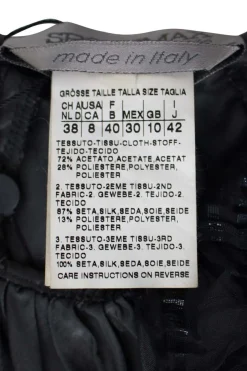 SPORTMAX
made in Italy
GRÖSSE TAILLE TALLA SIZE TAGLIA
CH A USA F I
NL D CA B MEX GB J
38 8 40 30 10 42
TESSUTO-TISSU-CLOTH-STOFF-
TEJIDO-TECIDO
72% ACETATO,ACETATE,ACETAT
28% POLIESTERE,POLYESTER,
POLIESTER
2. TESSUTO-2EME TISSU-2ND
FABRIC-2. GEWEBE-2. TEJIDO-2.
TECIDO
87% SETA,SILK,SEDA,SOIE,SEIDE
13% POLIESTERE,POLYESTER,
POLIESTER
3. TESSUTO-3EME TISSU-3RD
FABRIC-3. GEWEBE-3. TEJIDO-3.
TECIDO
100% SETA,SILK,SEDA,SOIE,SEIDE
CARE INSTRUCTIONS ON REVERSE